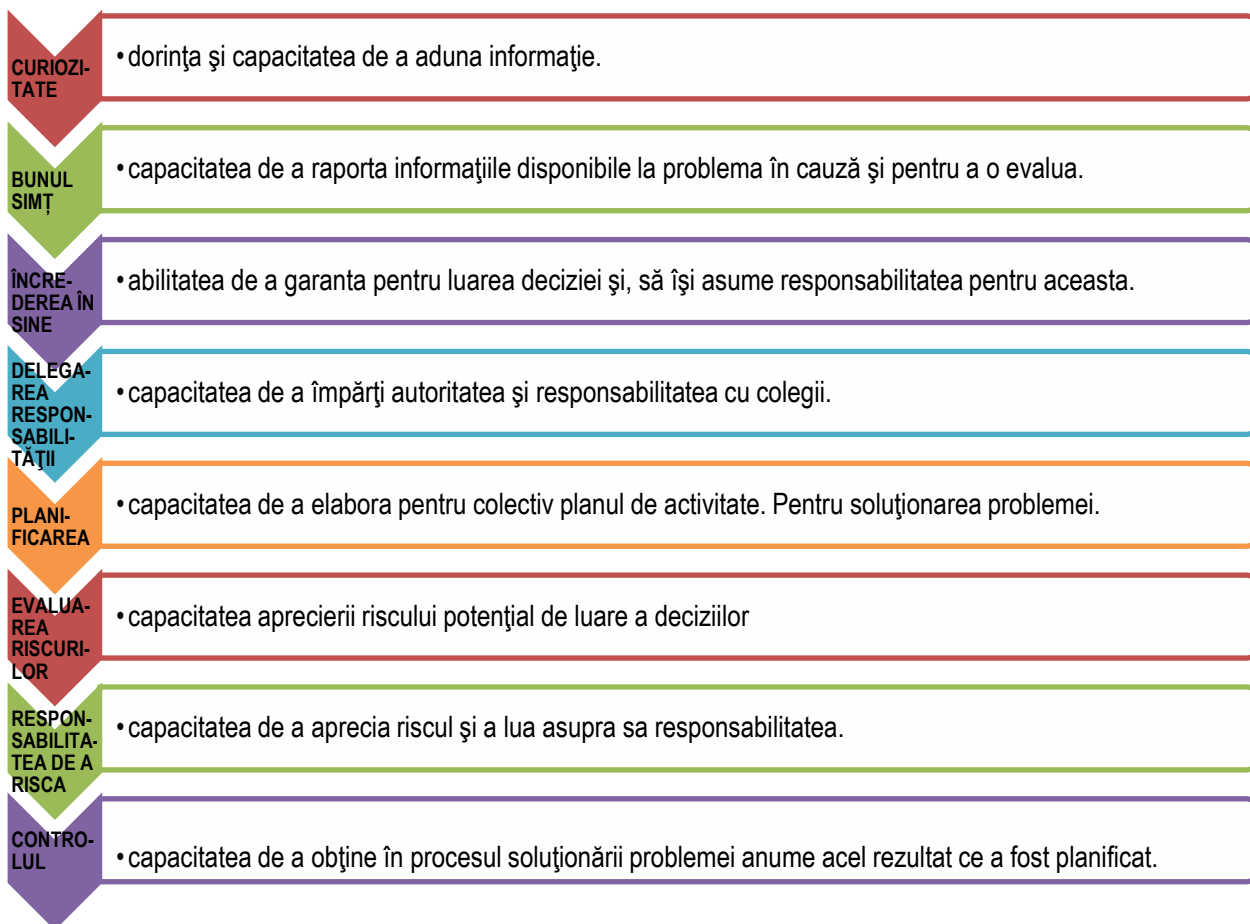 CURIOZI-
TATE
•dorinţa şi capacitatea de a aduna informaţie.
BUNUL
SIMȚ
•capacitatea de a raporta informaţiile disponibile la problema în cauză şi pentru a o evalua.
ÎNCRE-
DEREA ÎN
SINE
•abilitatea de a garanta pentru luarea deciziei şi, să îşi asume responsabilitatea pentru aceasta.
DELEGA-
REA
RESPON-
SABILI-
TĂŢII
•capacitatea de a împărţi autoritatea şi responsabilitatea cu colegii.
PLANI-
FICAREA
•capacitatea de a elabora pentru colectiv planul de activitate. Pentru soluţionarea problemei.
EVALUA-
REA
RISCURI-
LOR
•capacitatea aprecierii riscului potenţial de luare a deciziilor
RESPON-
SABILITA-
TEA DE A
RISCA
•capacitatea de a aprecia riscul şi a lua asupra sa responsabilitatea.
CONTRO-
LUL
•capacitatea de a obţine în procesul soluţionării problemei anume acel rezultat ce a fost planificat.